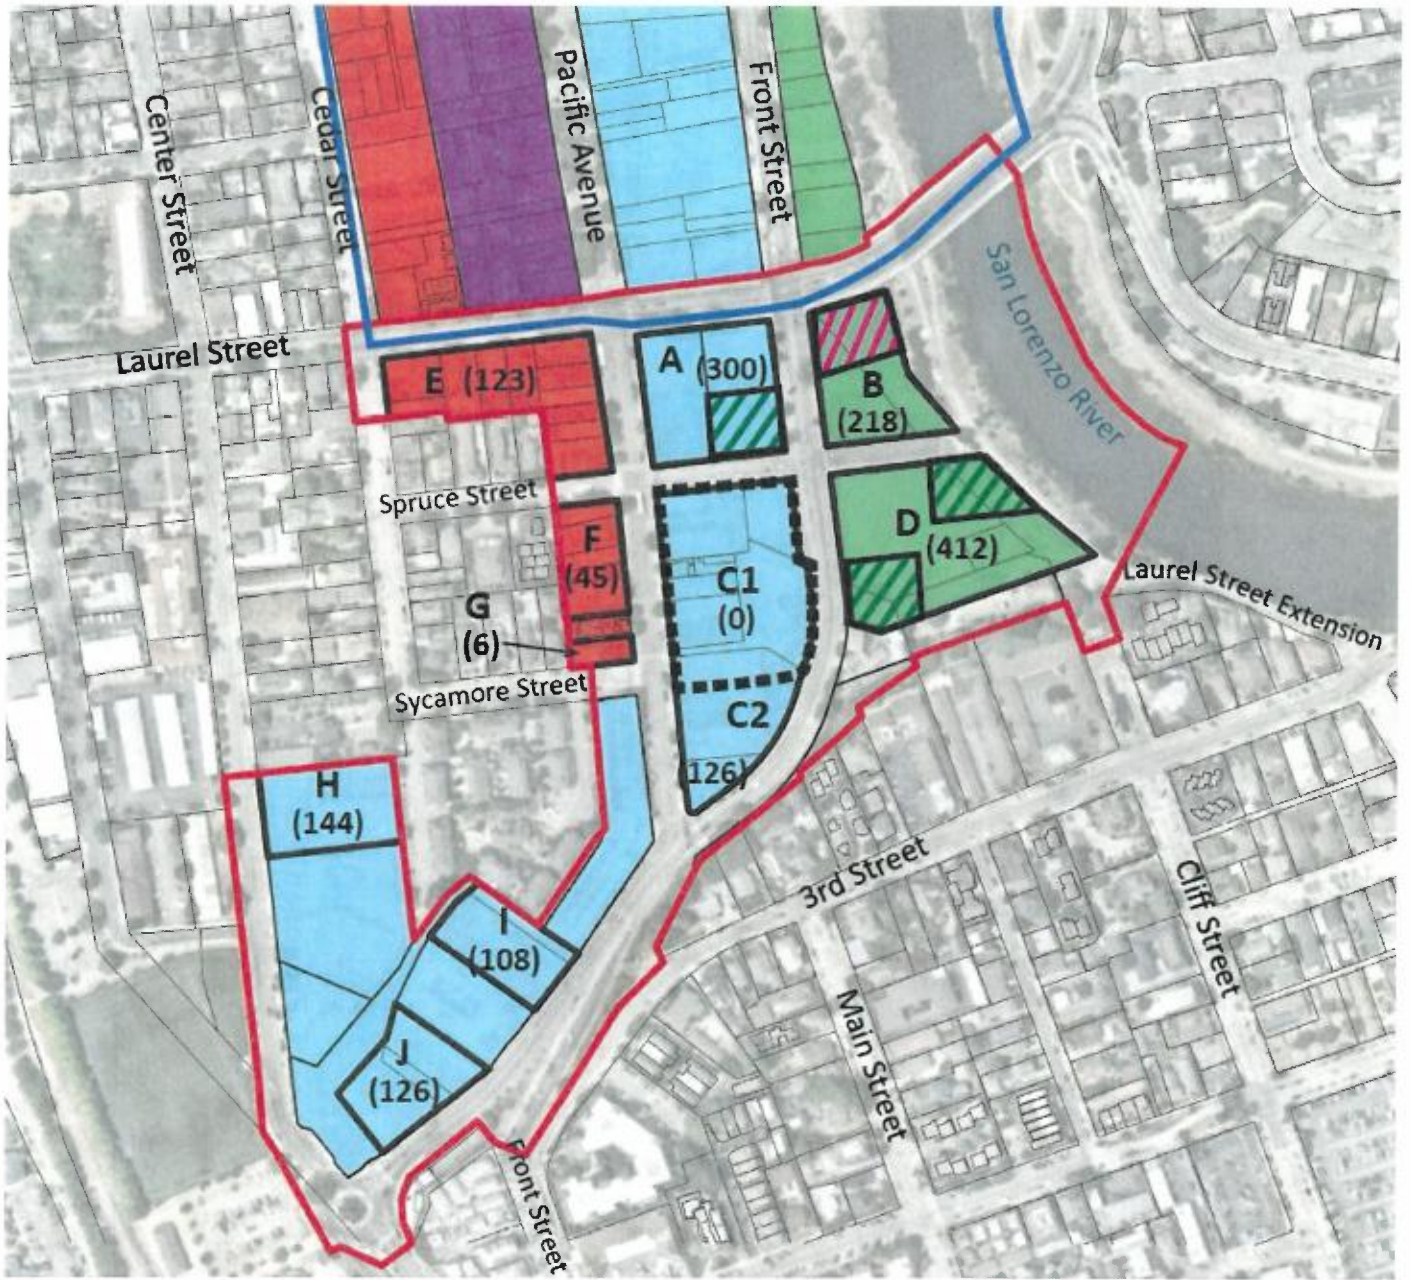 Center Street
Cedar Street
Pacific Avenue
Front Street
San Lorenzo River
Laurel Street
E (123)
A (300)
B
(218)
Spruce Street
F
(45)
D
(412)
C1
(0)
G
(6)
Laurel Street Extension
Sycamore Street
C2
126)
H
(144)
3rd Street
Cliff Street
I
(108)
Main Street
J
(126)
Front Street